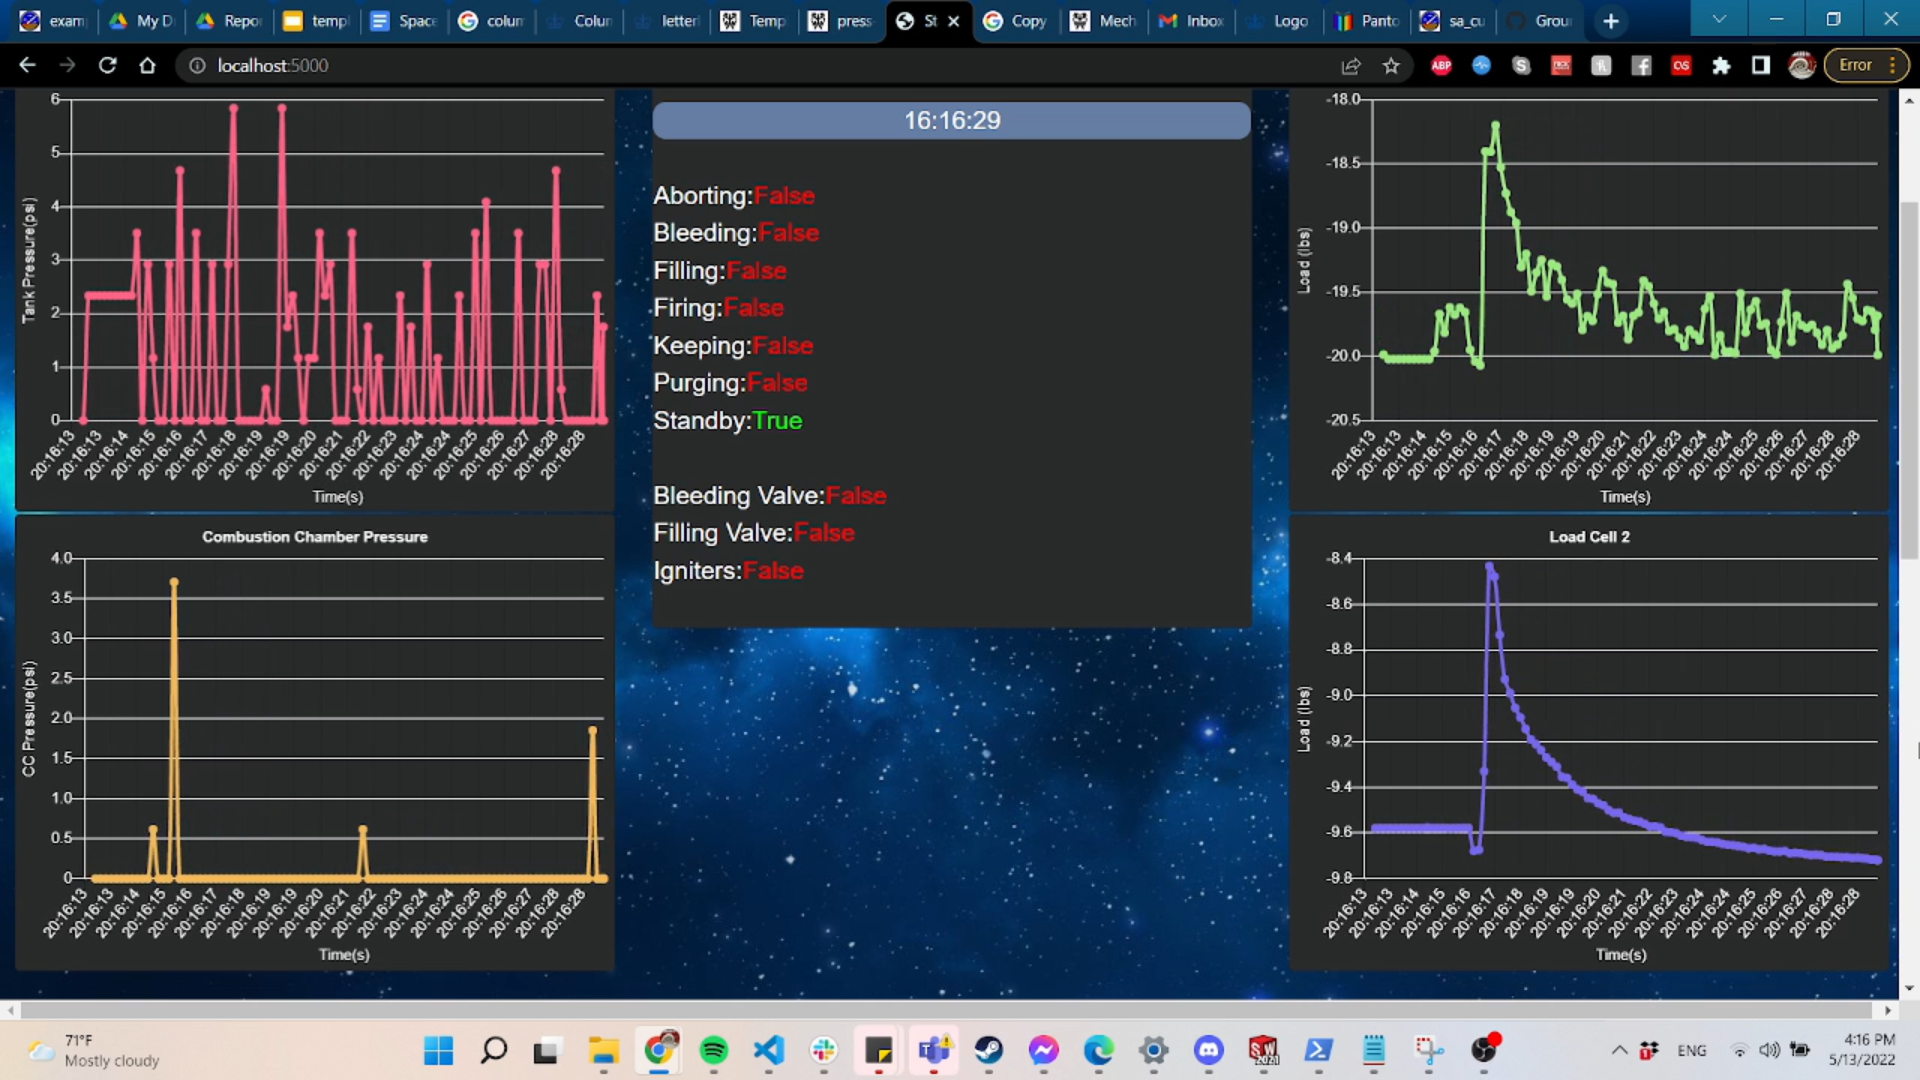 exam
My D
Repo
temp
Space
colum
Colun
letter
Temp
press
St
Copy
Mech
Inbox
Logo
Panto
sa_cu
Grou
localhost:5000
ABP
Error
6
5
4
3
2
1
0
Tank Pressure(psi)
20:16:13 20:16:13 20:16:14 20:16:15 20:16:16 20:16:17 20:16:18 20:16:19 20:16:19 20:16:20 20:16:21 20:16:22 20:16:23 20:16:24 20:16:24 20:16:25 20:16:26 20:16:27 20:16:28 20:16:28
Time(s)
Combustion Chamber Pressure
4.0
3.5
3.0
2.5
2.0
1.5
1.0
0.5
0
CC Pressure(psi)
20:16:13 20:16:13 20:16:14 20:16:15 20:16:16 20:16:17 20:16:18 20:16:19 20:16:19 20:16:20 20:16:21 20:16:22 20:16:23 20:16:24 20:16:24 20:16:25 20:16:26 20:16:27 20:16:28 20:16:28
Time(s)
16:16:29
Aborting:False
Bleeding:False
Filling:False
Firing:False
Keeping:False
Purging:False
Standby:True
Bleeding Valve:False
Filling Valve:False
Igniters:False
-18.0
-18.5
-19.0
-19.5
-20.0
-20.5
Load (lbs)
20:16:13 20:16:13 20:16:14 20:16:15 20:16:16 20:16:17 20:16:18 20:16:19 20:16:19 20:16:20 20:16:21 20:16:22 20:16:23 20:16:24 20:16:24 20:16:25 20:16:26 20:16:27 20:16:28 20:16:28
Time(s)
Load Cell 2
-8.4
-8.6
-8.8
-9.0
-9.2
-9.4
-9.6
-9.8
Load (lbs)
20:16:13 20:16:13 20:16:14 20:16:15 20:16:16 20:16:17 20:16:18 20:16:19 20:16:19 20:16:20 20:16:21 20:16:22 20:16:23 20:16:24 20:16:24 20:16:25 20:16:26 20:16:27 20:16:28 20:16:28
Time(s)
71°F
Mostly cloudy
SW
2021
ENG
4:16 PM
5/13/2022